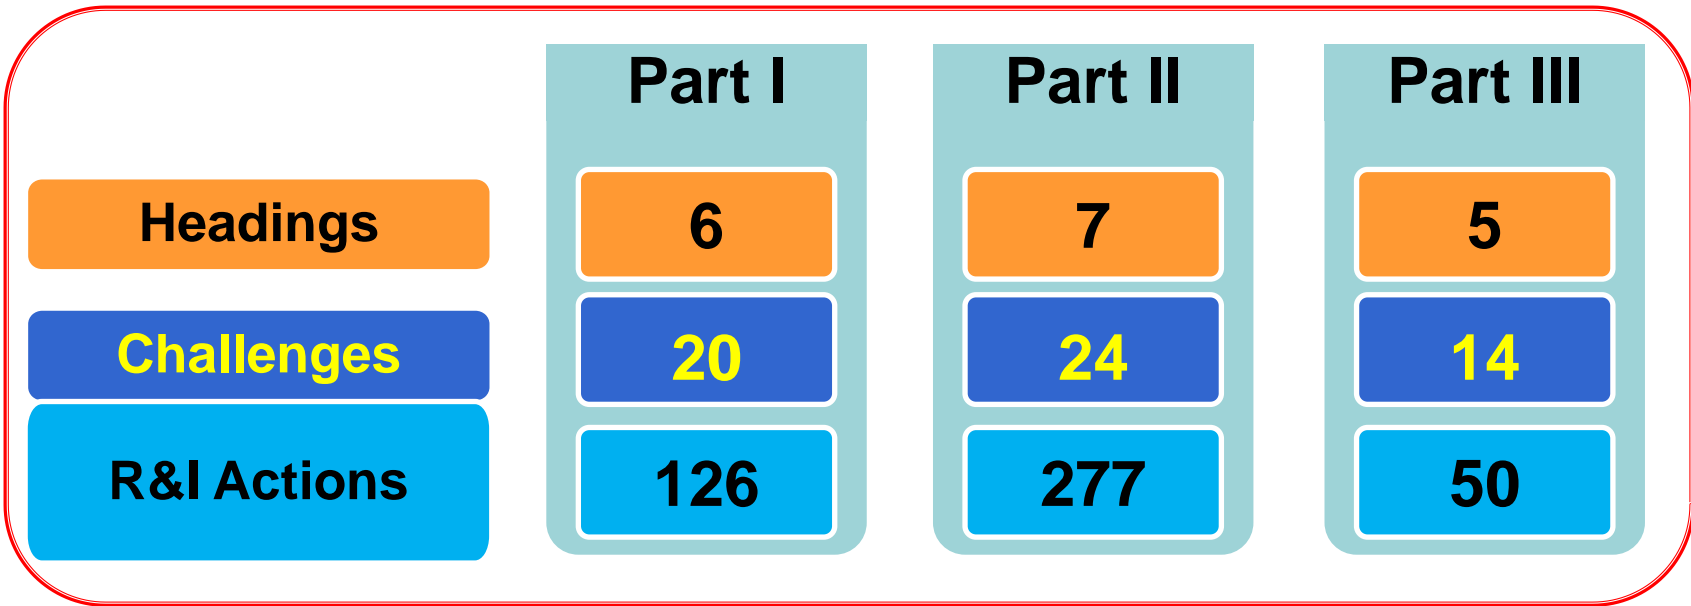 Part I Part II Part III
Headings 6 7 5
Challenges 20 24 14
R&I Actions 126 277 50